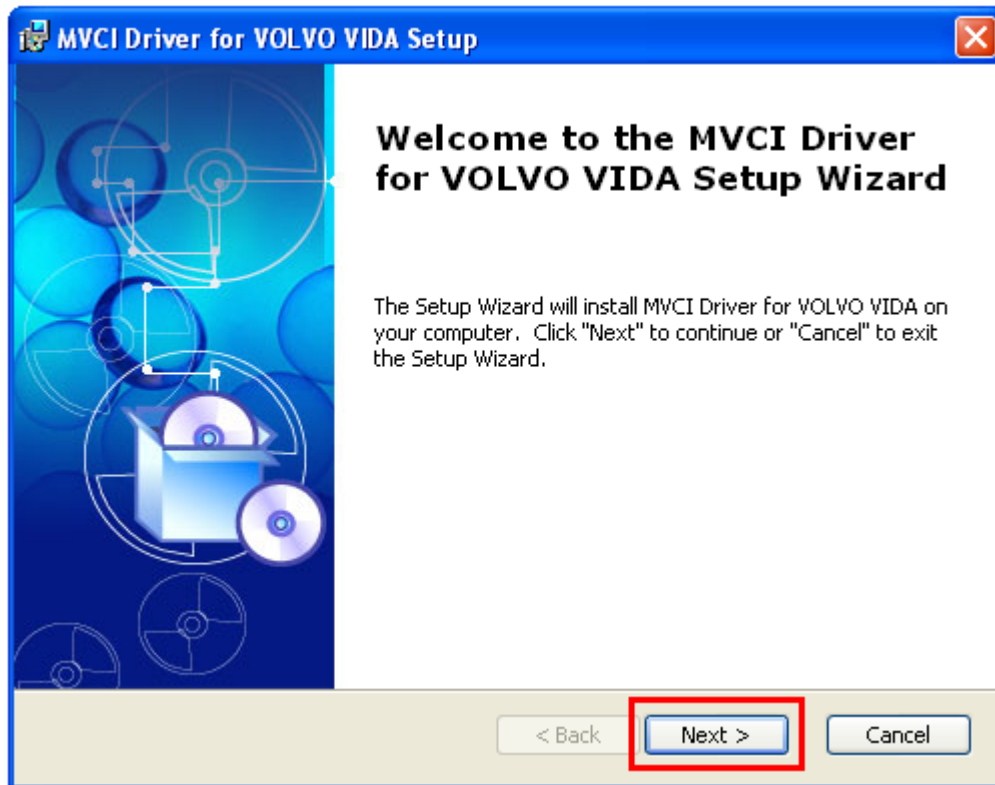 MVCI Driver for VOLVO VIDA Setup
Welcome to the MVCI Driver
for VOLVO VIDA Setup Wizard
The Setup Wizard will install MVCI Driver for VOLVO VIDA on
your computer. Click "Next" to continue or "Cancel" to exit
the Setup Wizard.
< Back
Next >
Cancel